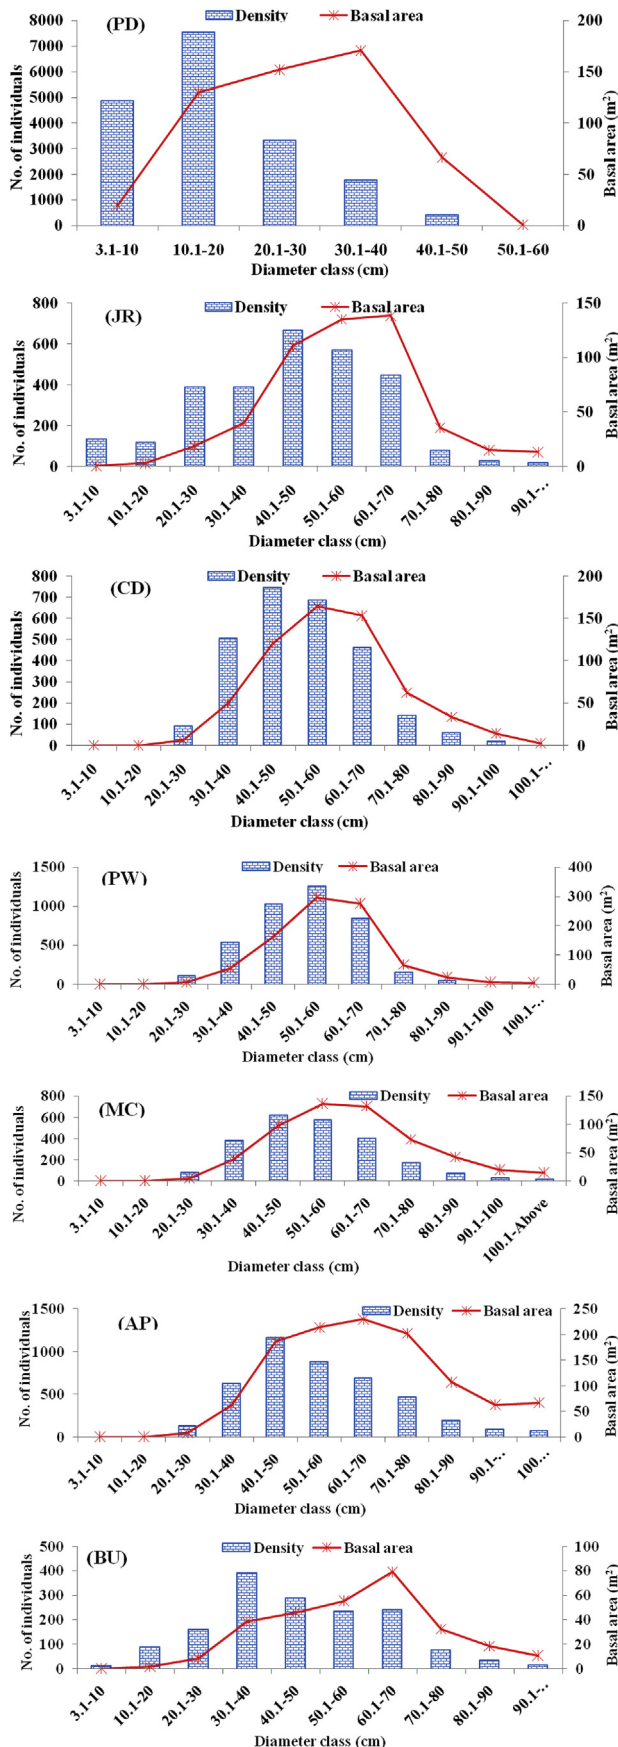 (PD) Density Basal area
8000 7000 6000 5000 4000 3000 2000 1000 0
No. of individuals
200 150 100 50 0
Basal area (m²)
3.1-10 10.1-20 20.1-30 30.1-40 40.1-50 50.1-60
Diameter class (cm)
(JR) Density Basal area
800 600 400 200 0
No. of individuals
150 100 50 0
Basal area (m²)
3.1-10 10.1-20 20.1-30 30.1-40 40.1-50 50.1-60 60.1-70 70.1-80 80.1-90 90.1-..
Diameter class (cm)
(CD) Density Basal area
800 700 600 500 400 300 200 100 0
No. of individuals
200 150 100 50 0
Basal area (m²)
3.1-10 10.1-20 20.1-30 30.1-40 40.1-50 50.1-60 60.1-70 70.1-80 80.1-90 90.1-100 100.1-..
Diameter class (cm)
(PW) Density Basal area
1500 1000 500 0
No. of individuals
400 300 200 100 0
Basal area (m²)
3.1-10 10.1-20 20.1-30 30.1-40 40.1-50 50.1-60 60.1-70 70.1-80 80.1-90 90.1-100 100.1-..
Diameter class (cm)
(MC) Density Basal area
800 600 400 200 0
No. of individuals
150 100 50 0
Basal area (m²)
3.1-10 10.1-20 20.1-30 30.1-40 40.1-50 50.1-60 60.1-70 70.1-80 80.1-90 90.1-100 100.1-Above
Diameter class (cm)
(AP) Density Basal area
1500 1000 500 0
No. of individuals
250 200 150 100 50 0
Basal area (m²)
3.1-10 10.1-20 20.1-30 30.1-40 40.1-50 50.1-60 60.1-70 70.1-80 80.1-90 90.1-.. 100...
Diameter class (cm)
(BU) Density Basal area
500 400 300 200 100 0
No. of individuals
100 80 60 40 20 0
Basal area (m²)
3.1-10 10.1-20 20.1-30 30.1-40 40.1-50 50.1-60 60.1-70 70.1-80 80.1-90 90.1-..
Diameter class (cm)